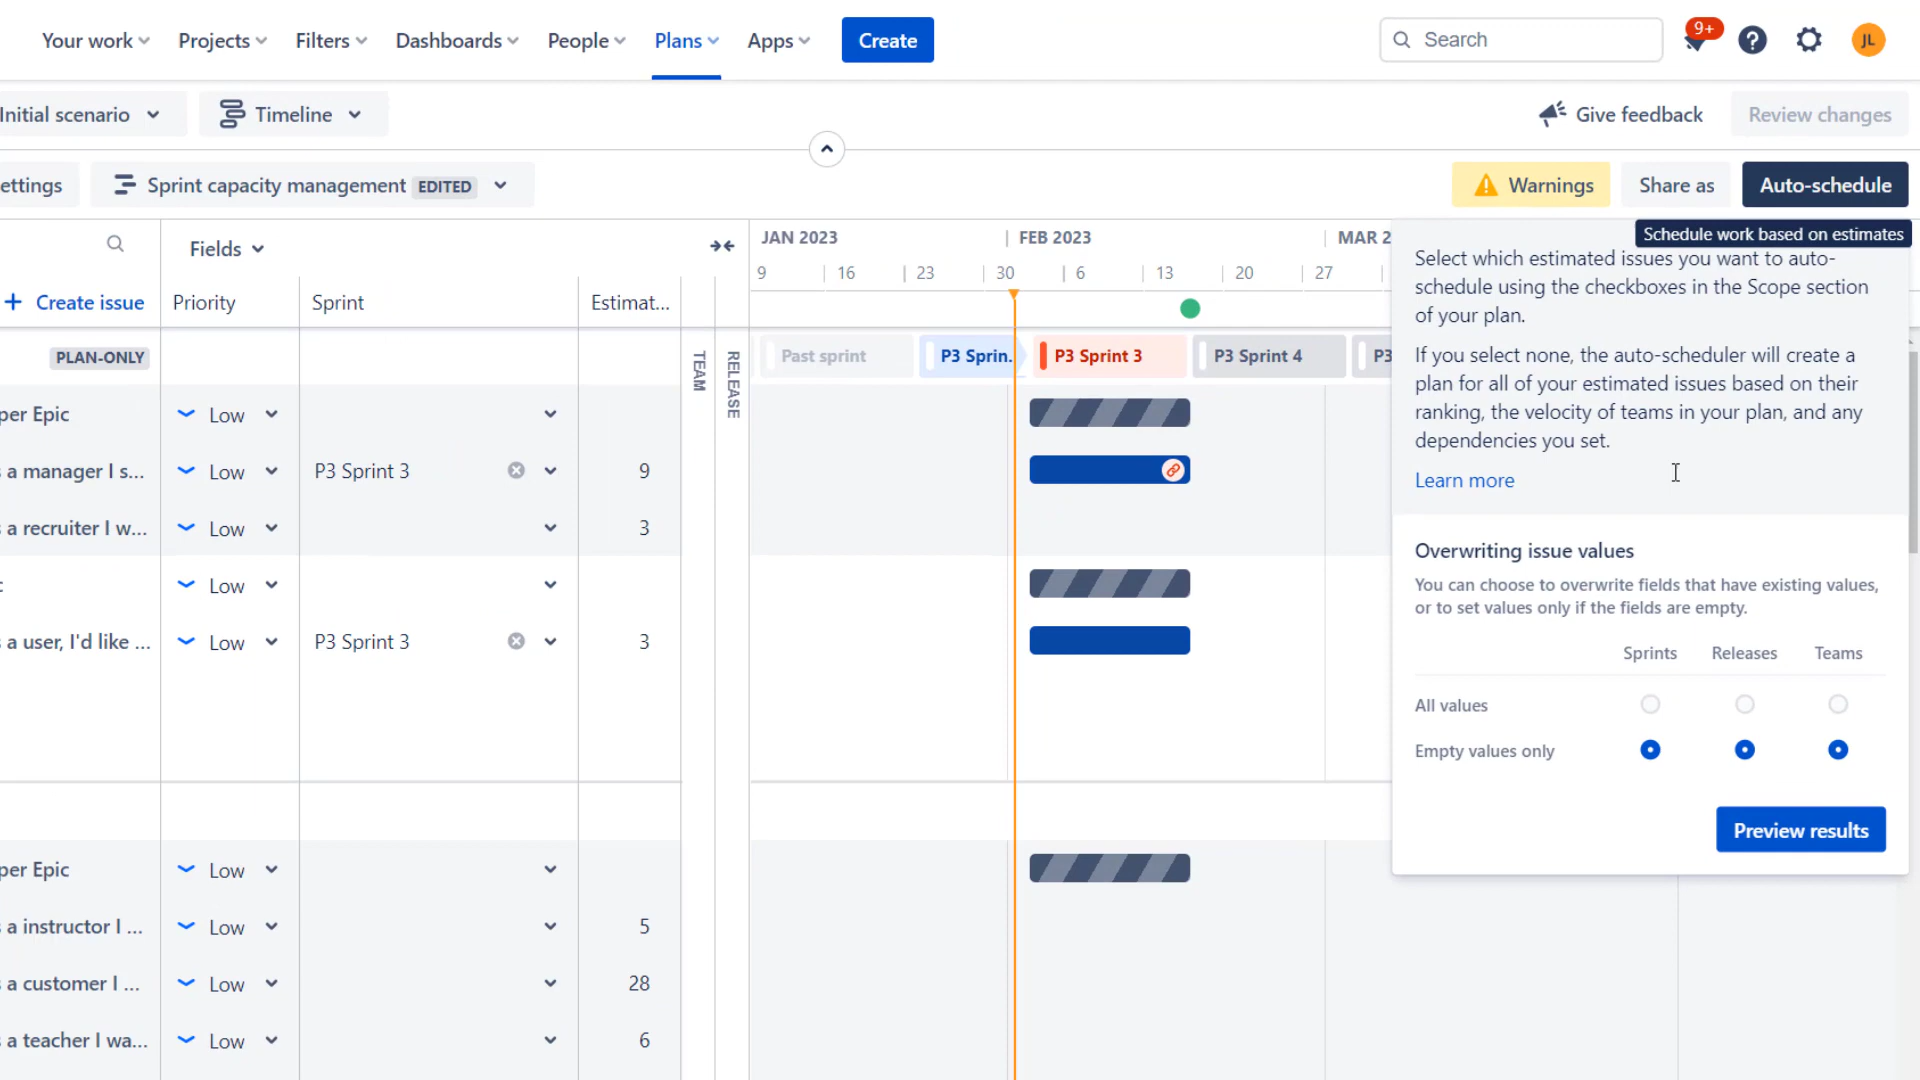 Your work Projects Filters Dashboards People Plans Apps Create Search 9+ JL
Initial scenario Timeline Give feedback Review changes
ettings Sprint capacity management EDITED Warnings Share as Auto-schedule
Schedule work based on estimates
Fields
Create issue Priority Sprint Estimat...
TEAM
RELEASE
JAN 2023 FEB 2023 MAR 2
9 16 23 30 6 13 20 27
PLAN-ONLY Past sprint P3 Sprin. P3 Sprint 3 P3 Sprint 4 P3
per Epic Low
s a manager I s... Low P3 Sprint 3 9
s a recruiter I w... Low 3
c Low
s a user, I'd like ... Low P3 Sprint 3 3
per Epic Low
s a instructor I ... Low 5
s a customer I ... Low 28
s a teacher I wa... Low 6
Select which estimated issues you want to auto-
schedule using the checkboxes in the Scope section
of your plan.
If you select none, the auto-scheduler will create a
plan for all of your estimated issues based on their
ranking, the velocity of teams in your plan, and any
dependencies you set.
Learn more
Overwriting issue values
You can choose to overwrite fields that have existing values,
or to set values only if the fields are empty.
Sprints Releases Teams
All values
Empty values only
Preview results